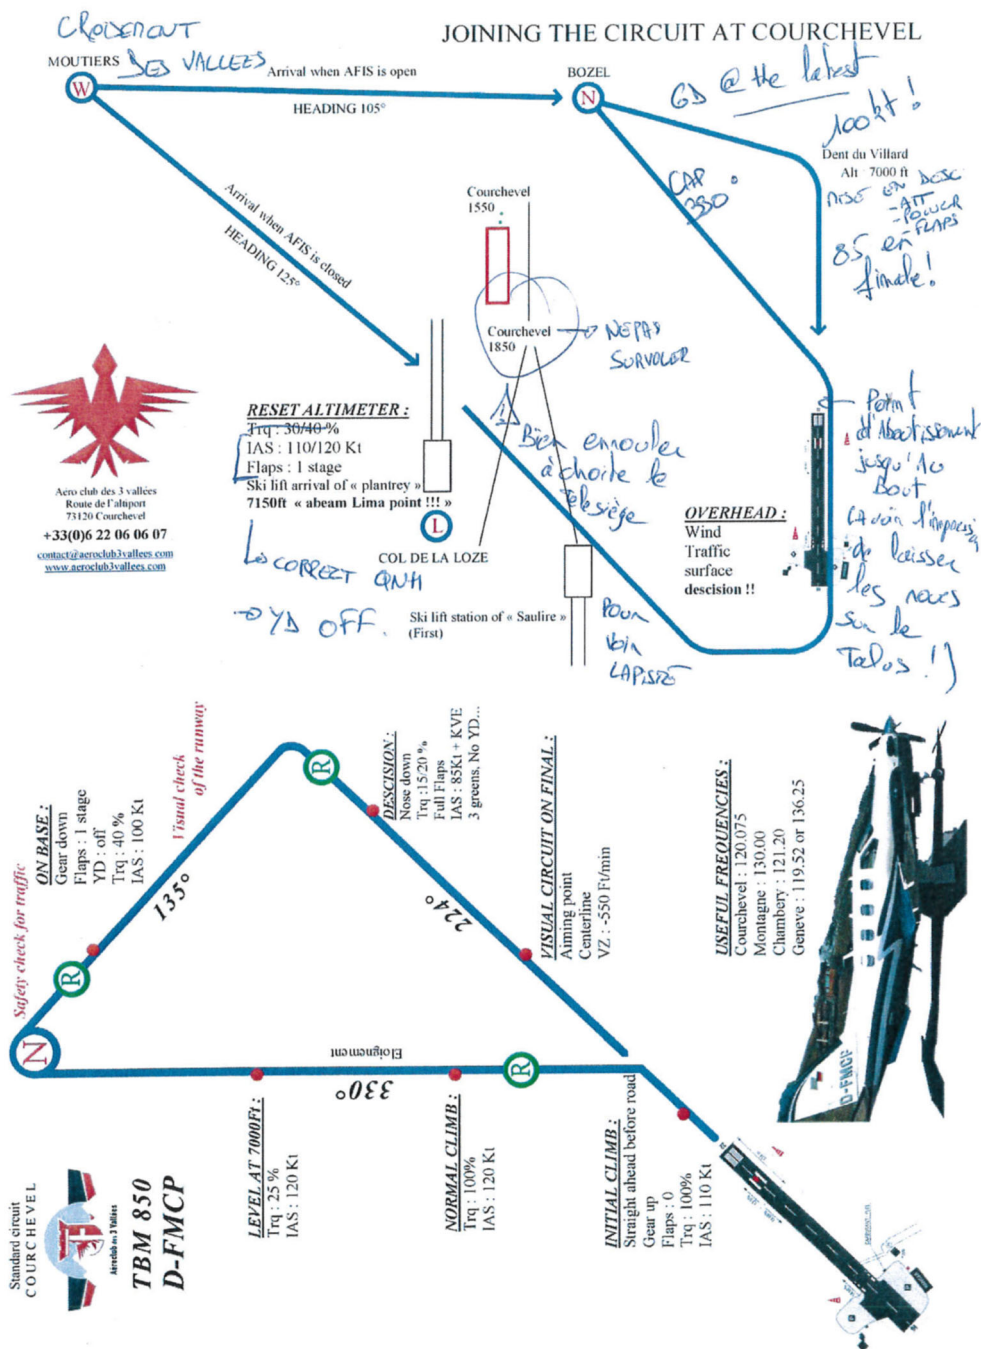 JOINING THE CIRCUIT AT COURCHEVEL
CROISEMENT
DES VALLEES
MOUTIERS
W
Arrival when AFIS is open
HEADING 105°
BOZEL
N
GD @ the latest
100kt !
Dent du Villard
Alt 7000 ft
MISE EN DESC
- ATT
- POWER
- FLAPS
85 en
finale !
CAP
330°
Arrival when AFIS is closed
HEADING 125°
Courchevel
1550
Courchevel
1850
NE PAS
SURVOLER
Aéro club des 3 vallées
Route de l'altiport
73120 Courchevel
+33(0)6 22 06 06 07
contact@aeroclub3vallees.com
www.aeroclub3vallees.com
RESET ALTIMETER :
Trq : 30/40 %
IAS : 110/120 Kt
Flaps : 1 stage
Ski lift arrival of « plantrey »
7150ft « abeam Lima point !!! »
L
COL DE LA LOZE
CORRECT QNH
YD OFF.
Bien enrouler
à droite le
telesiège
Ski lift station of « Saulire »
(First)
POUR
VOIR
LA PISTE
OVERHEAD :
Wind
Traffic
surface
descision !!
Point
d'Aboutissement
jusqu'au
Bout
de laisser
les roues
sur le
Talus !)
Standard circuit
COURCHEVEL
Aéroclub des 3 Vallées
TBM 850
D-FMCP
Safety check for traffic
N
R
ON BASE :
Gear down
Flaps : 1 stage
YD : off
Trq : 40 %
IAS : 100 Kt
135°
Visual check
of the runway
R
DESCISION :
Nose down
Trq :15/20 %
Full Flaps
IAS : 85Kt + KVE
3 greens. No YD...
224°
VISUAL CIRCUIT ON FINAL :
Aiming point
Centerline
VZ : -550 Ft/min
Eloignement
330°
R
LEVEL AT 7000Ft :
Trq : 25 %
IAS : 120 Kt
NORMAL CLIMB :
Trq : 100%
IAS : 120 Kt
INITIAL CLIMB :
Straight ahead before road
Gear up
Flaps : 0
Trq : 100%
IAS : 110 Kt
USEFUL FREQUENCIES :
Courchevel : 120.075
Montagne : 130.00
Chambery : 121.20
Geneve : 119.52 or 136.25
D-FMCP